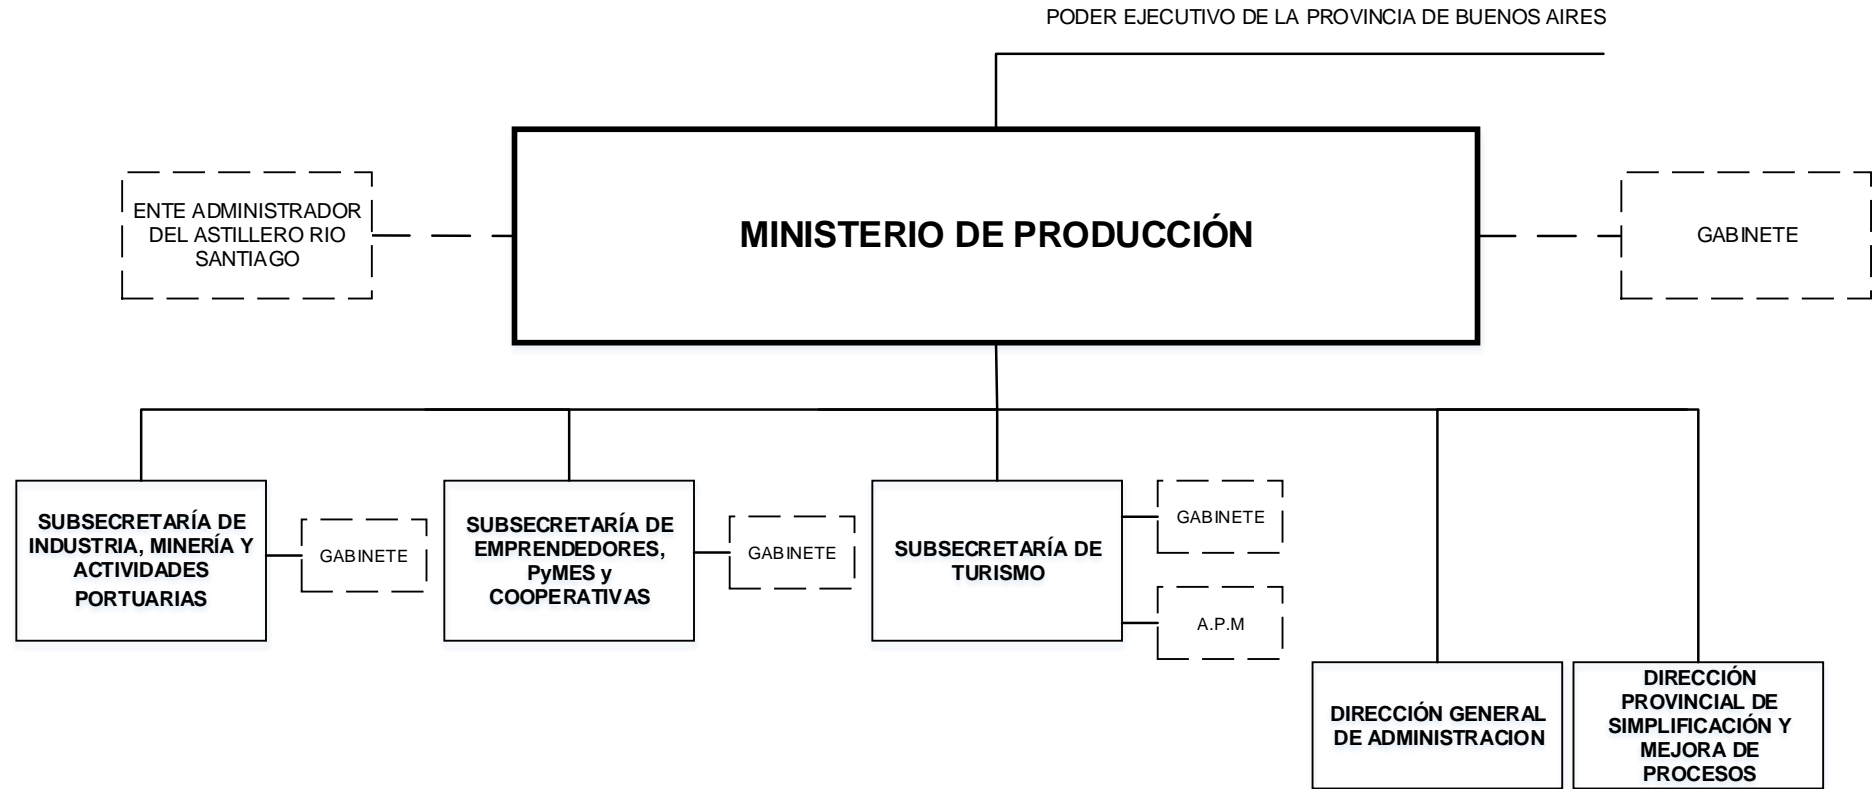 PODER EJECUTIVO DE LA PROVINCIA DE BUENOS AIRES
ENTE ADMINISTRADOR
DEL ASTILLERO RIO
SANTIAGO
MINISTERIO DE PRODUCCIÓN
GABINETE
SUBSECRETARÍA DE
INDUSTRIA, MINERÍA Y
ACTIVIDADES
PORTUARIAS
GABINETE
SUBSECRETARÍA DE
EMPRENDEDORES,
PyMES y
COOPERATIVAS
GABINETE
SUBSECRETARÍA DE
TURISMO
GABINETE
A.P.M
DIRECCIÓN GENERAL
DE ADMINISTRACION
DIRECCIÓN
PROVINCIAL DE
SIMPLIFICACIÓN Y
MEJORA DE
PROCESOS